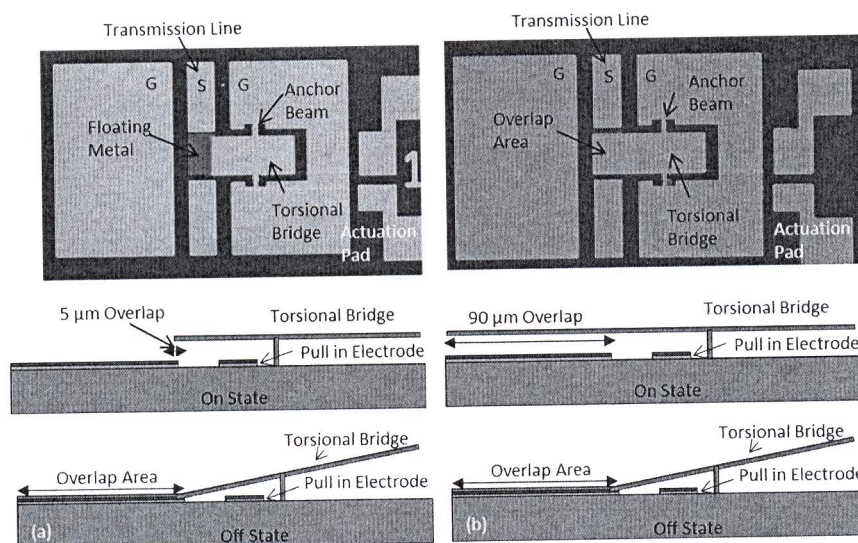 Transmission Line
G
S
G
Anchor
Beam
Floating
Metal
1
Torsional
Bridge
Actuation
Pad
5 µm Overlap
Torsional Bridge
Pull in Electrode
On State
Torsional Bridge
Overlap Area
Pull in Electrode
(a)
Off State
Transmission Line
G
S
G
Anchor
Beam
Overlap
Area
Torsional
Bridge
Actuation
Pad
90 µm Overlap
Torsional Bridge
Pull in Electrode
On State
Torsional Bridge
Overlap Area
Pull in Electrode
(b)
Off State